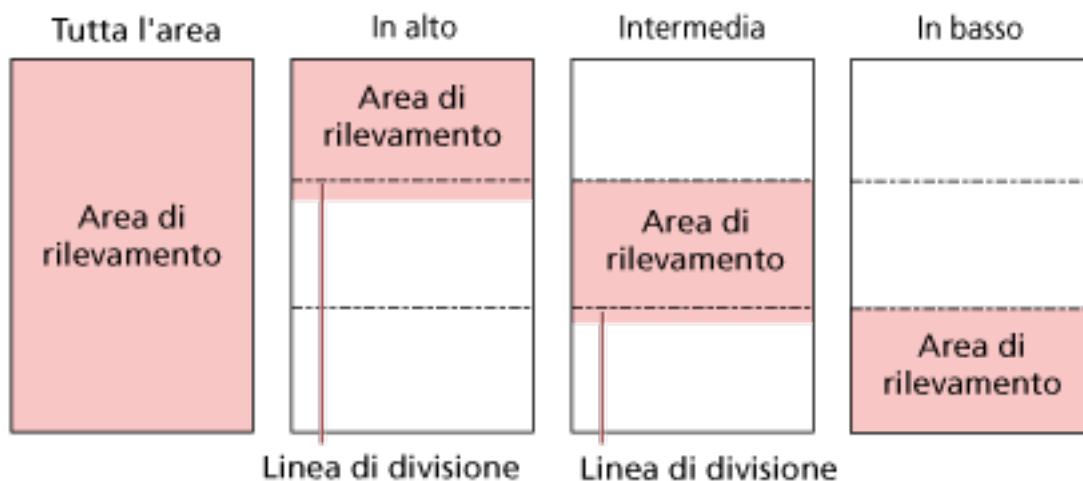 Tutta l'area
In alto
Intermedia
In basso
Area di
rilevamento
Area di
rilevamento
Area di
rilevamento
Area di
rilevamento
Linea di divisione
Linea di divisione